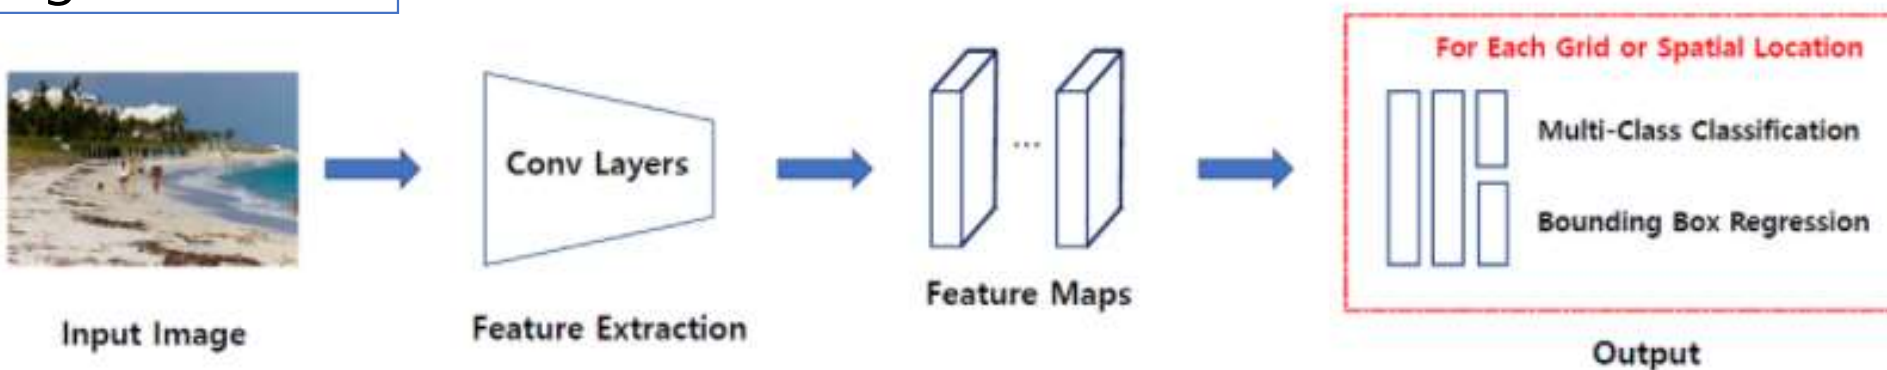 For Each Grid or Spatial Location
Conv Layers
...
Multi-Class Classification
Bounding Box Regression
Feature Maps
Input Image
Feature Extraction
Output